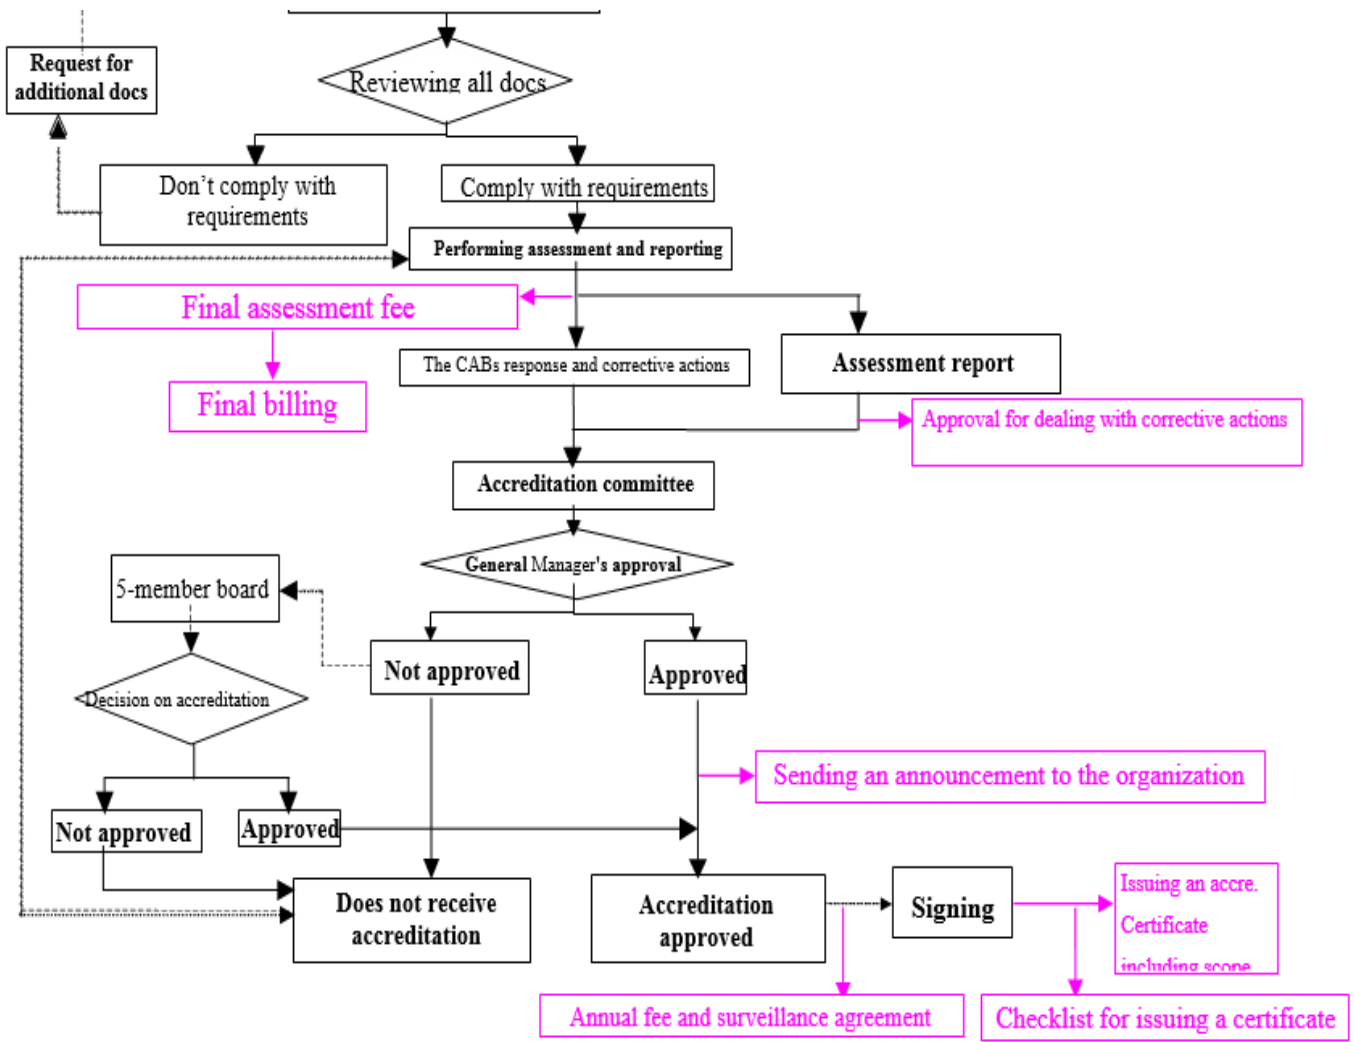 Request for
additional docs
Reviewing all docs
Don't comply with
requirements
Comply with requirements
Performing assessment and reporting
Final assessment fee
The CABs response and corrective actions
Assessment report
Final billing
Approval for dealing with corrective actions
Accreditation committee
General Manager's approval
5-member board
Not approved
Approved
Decision on accreditation
Sending an announcement to the organization
Not approved
Approved
Does not receive
accreditation
Accreditation
approved
Signing
Issuing an accre.
Certificate
including scope
Annual fee and surveillance agreement
Checklist for issuing a certificate